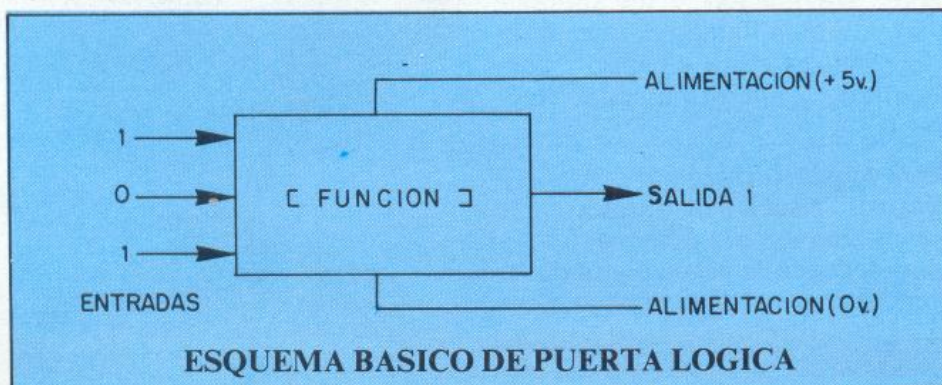 ALIMENTACION (+ 5v.)
1
0
[ FUNCION ]
SALIDA 1
1
ENTRADAS
ALIMENTACION (0v.)
ESQUEMA BASICO DE PUERTA LOGICA